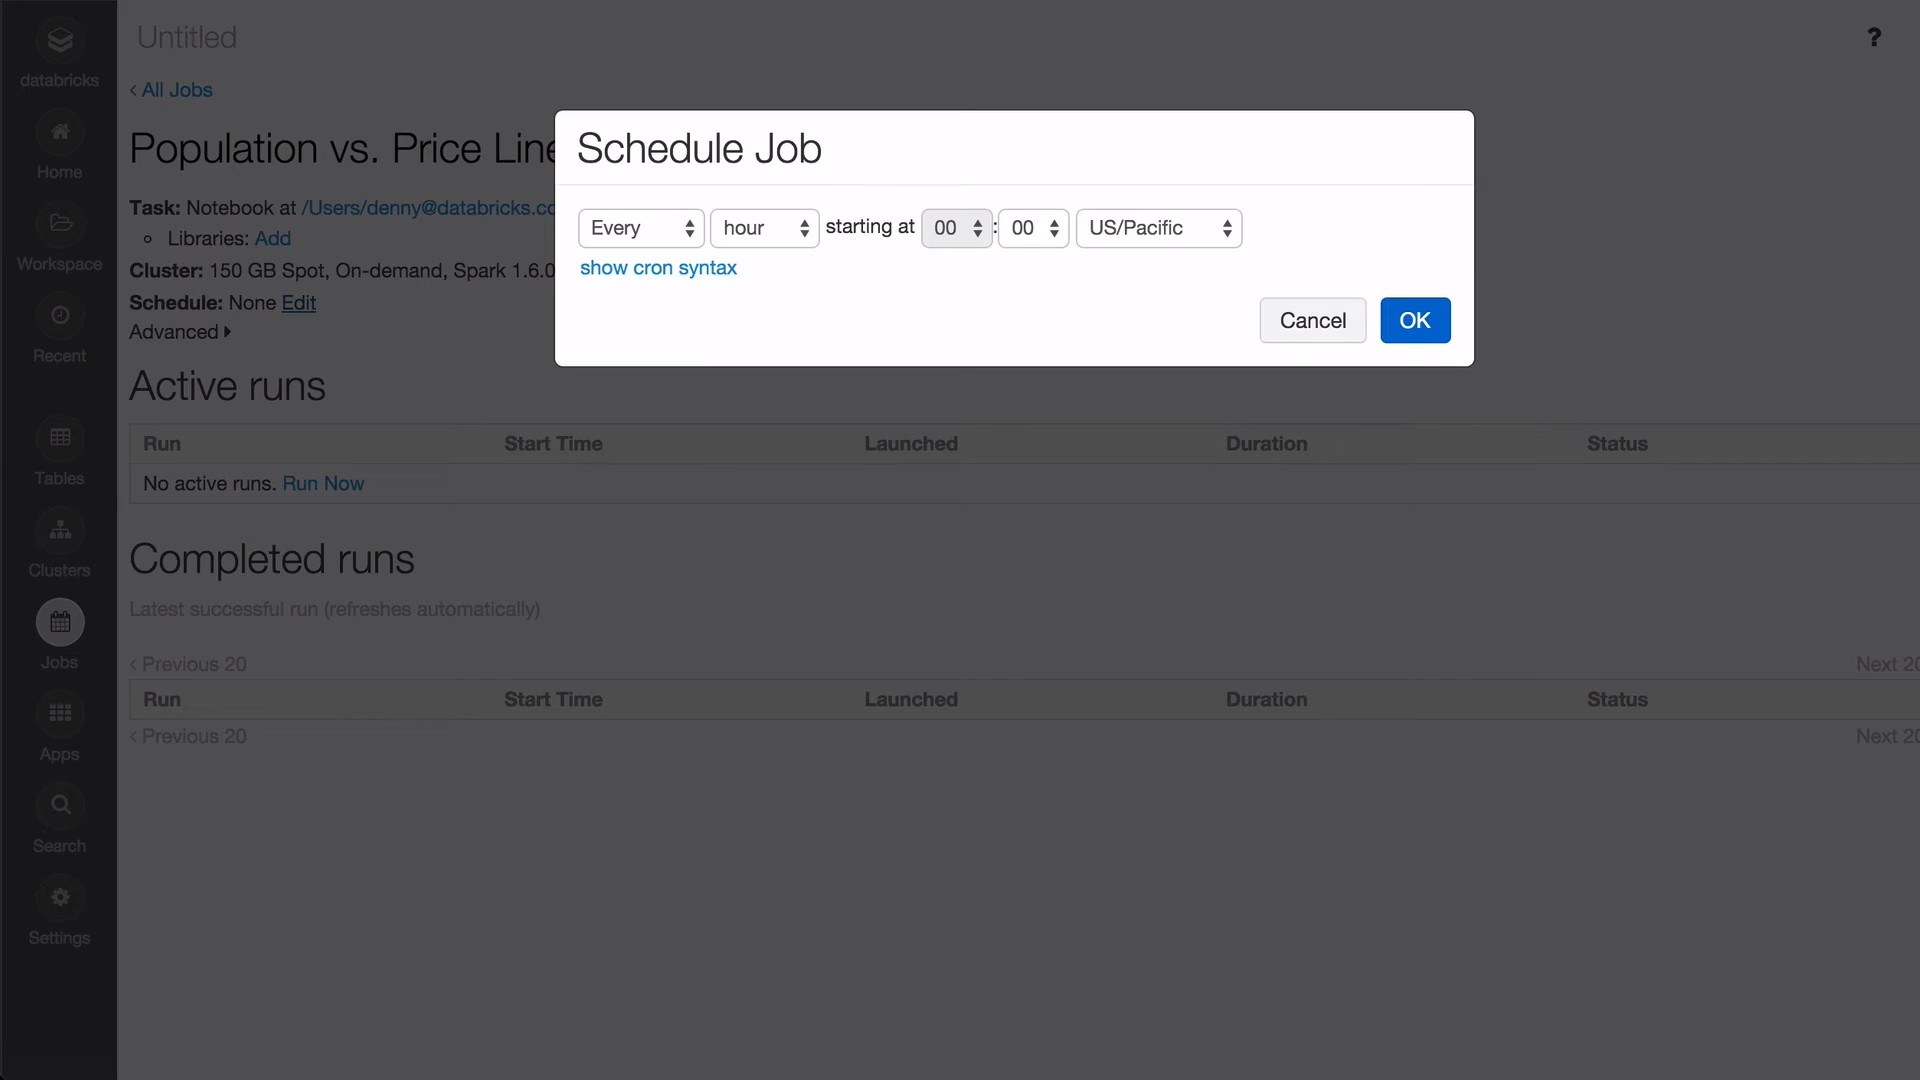 databricks
Home
Workspace
Recent
Tables
Clusters
Jobs
Apps
Search
Settings
Untitled
?
‹ All Jobs
Population vs. Price Line
Task: Notebook at /Users/denny@databricks.co
Libraries: Add
Cluster: 150 GB Spot, On-demand, Spark 1.6.0
Schedule: None Edit
Advanced
Schedule Job
Every hour starting at 00 : 00 US/Pacific
show cron syntax
Cancel OK
Active runs
Run Start Time Launched Duration Status
No active runs. Run Now
Completed runs
Latest successful run (refreshes automatically)
‹ Previous 20 Next 20
Run Start Time Launched Duration Status
‹ Previous 20 Next 20